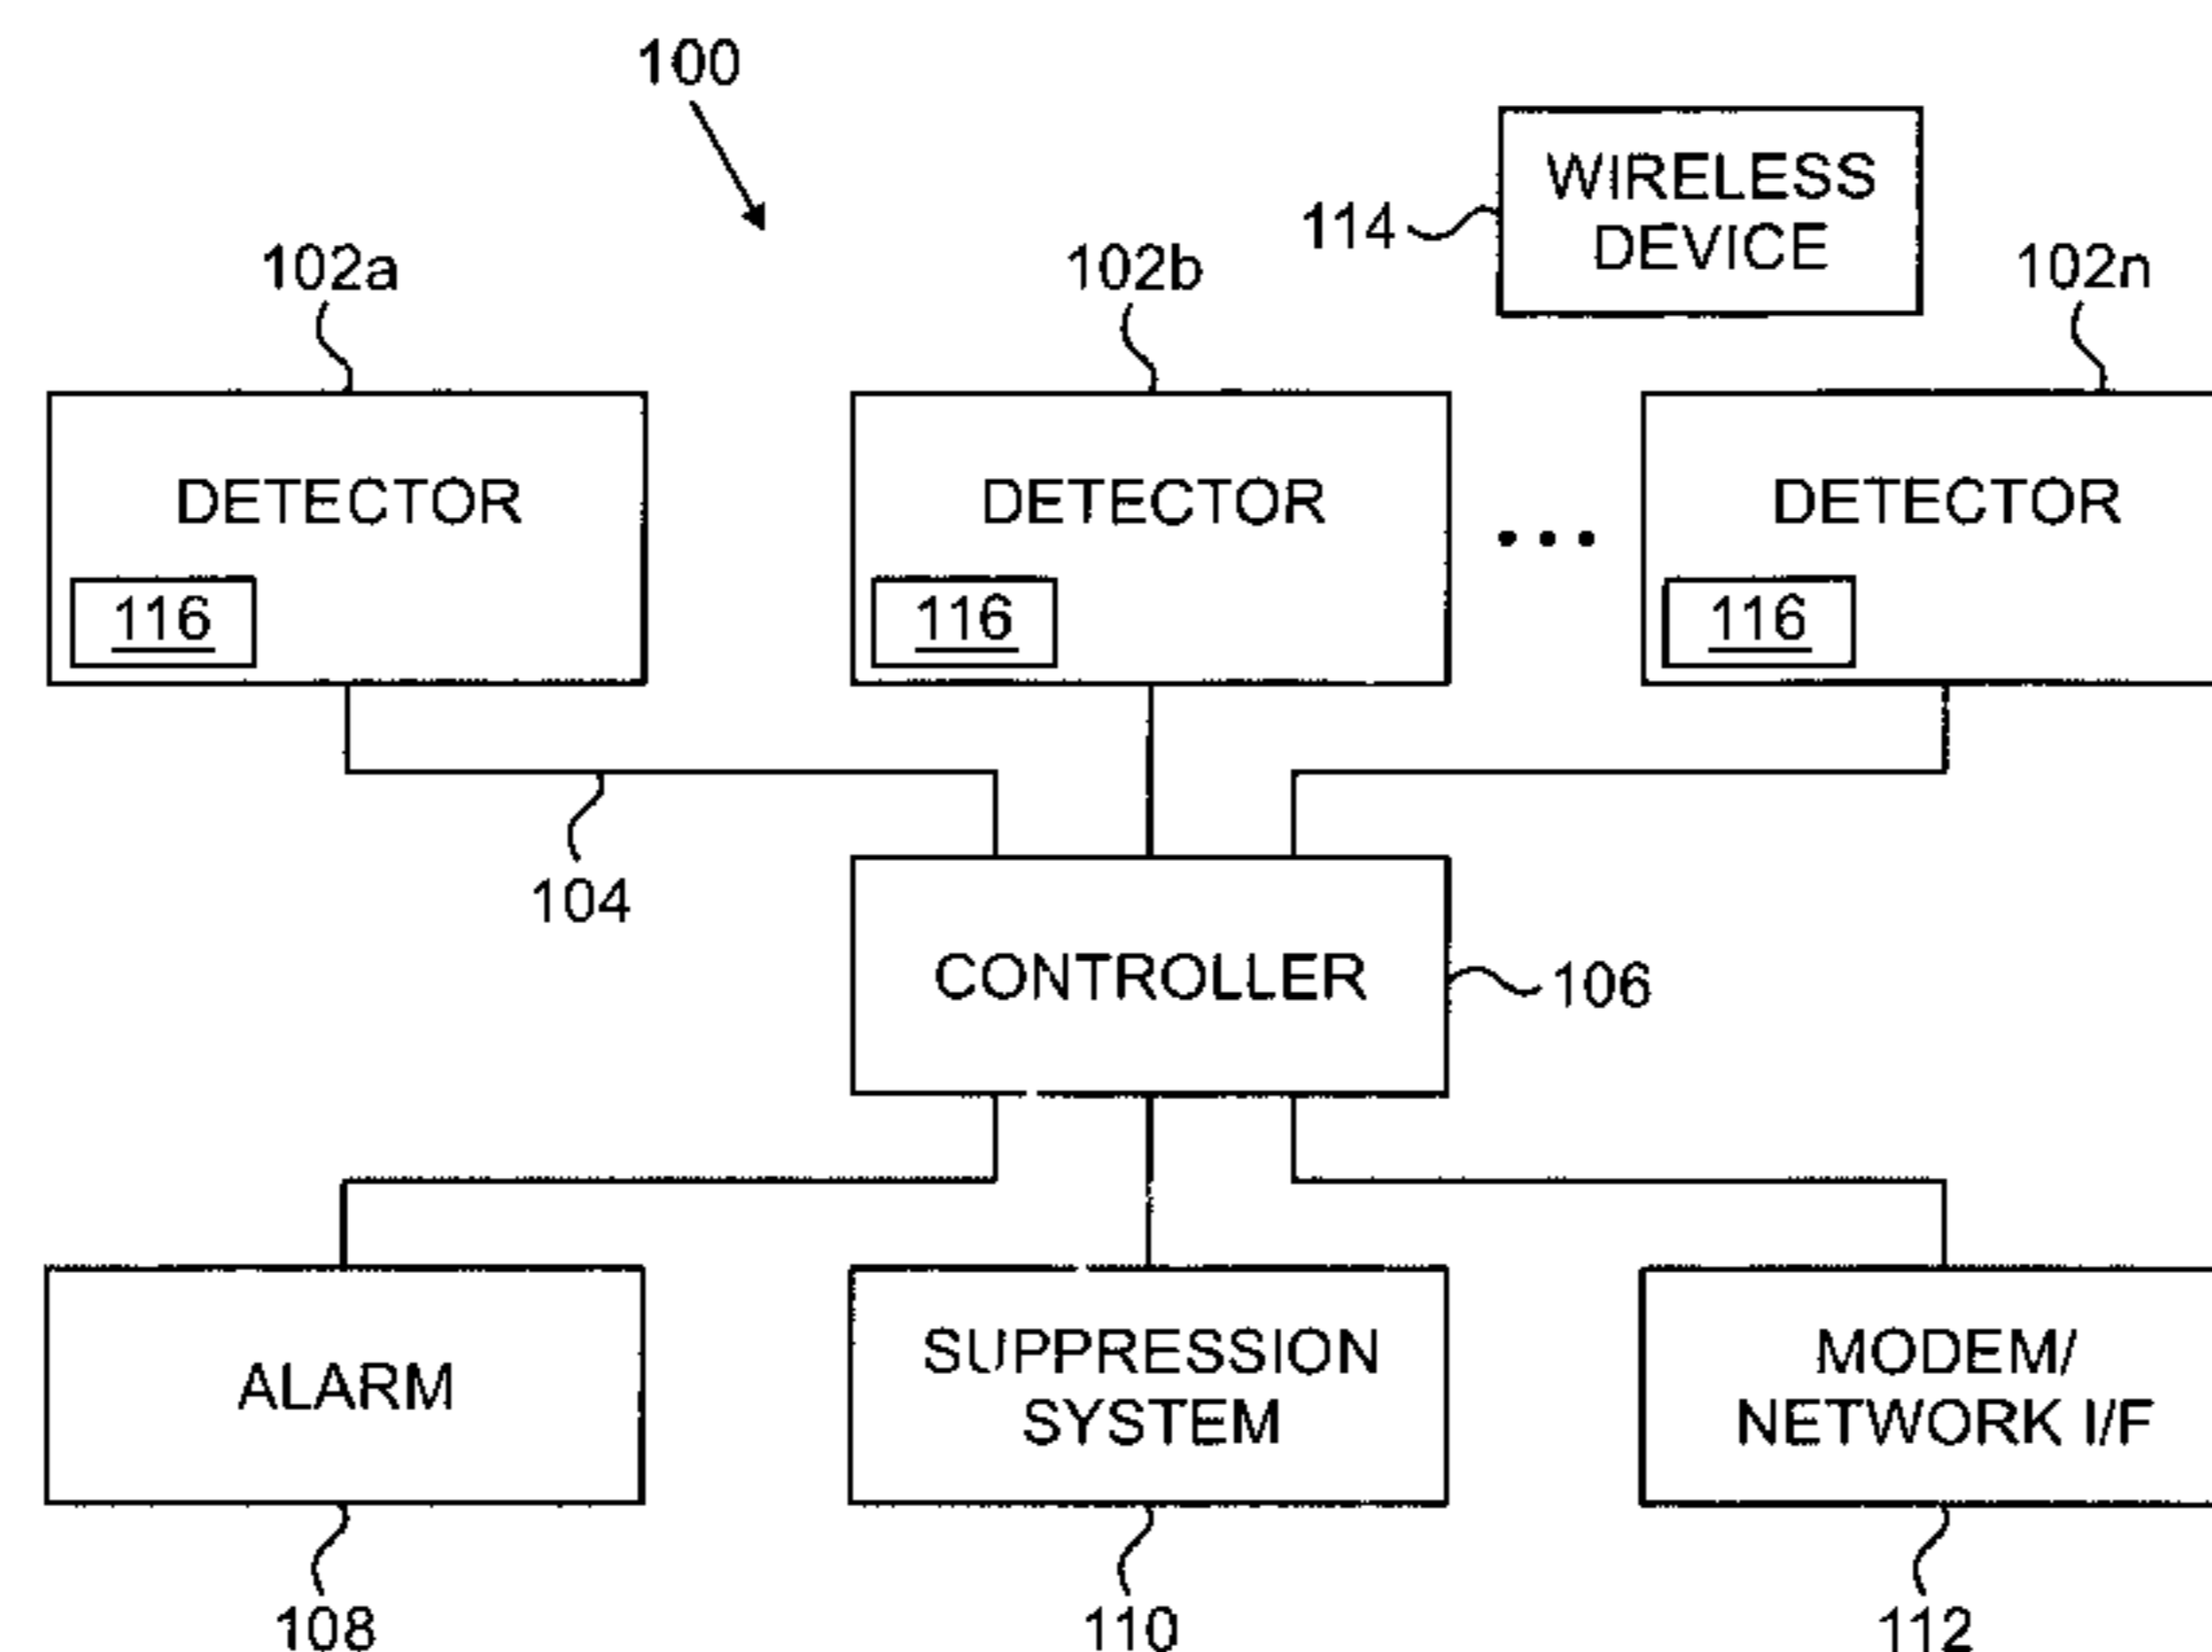 100
WIRELESS
DEVICE
114
102a
102b
102n
DETECTOR
DETECTOR
DETECTOR
116
116
116
104
CONTROLLER
106
ALARM
SUPPRESSION
SYSTEM
MODEM/
NETWORK I/F
108
110
112